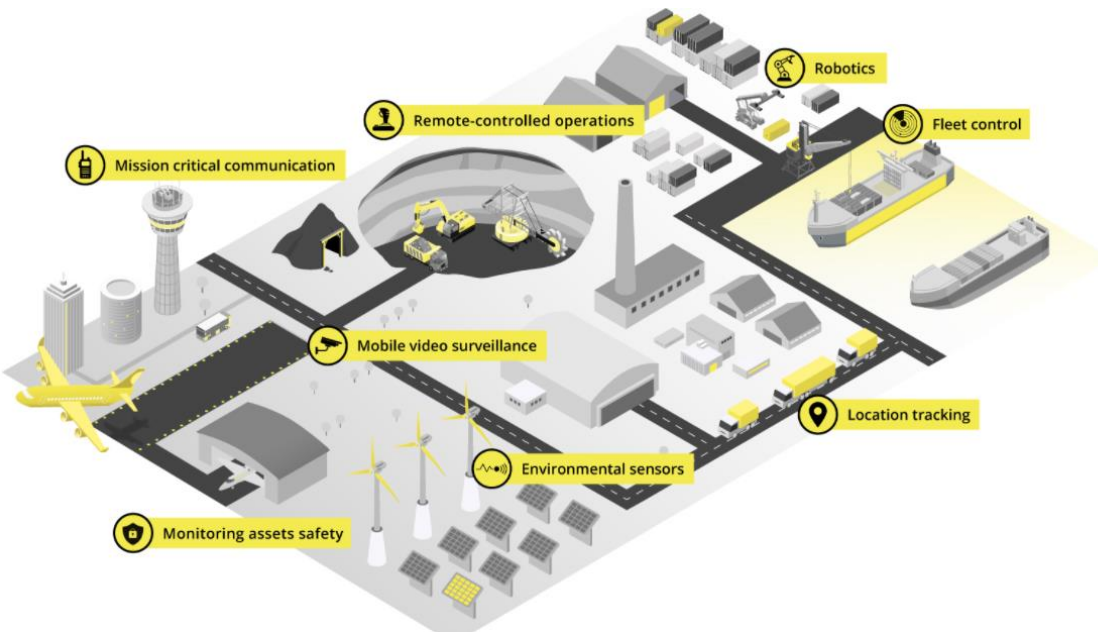 Robotics
Remote-controlled operations
Fleet control
Mission critical communication
Mobile video surveillance
Location tracking
Environmental sensors
Monitoring assets safety